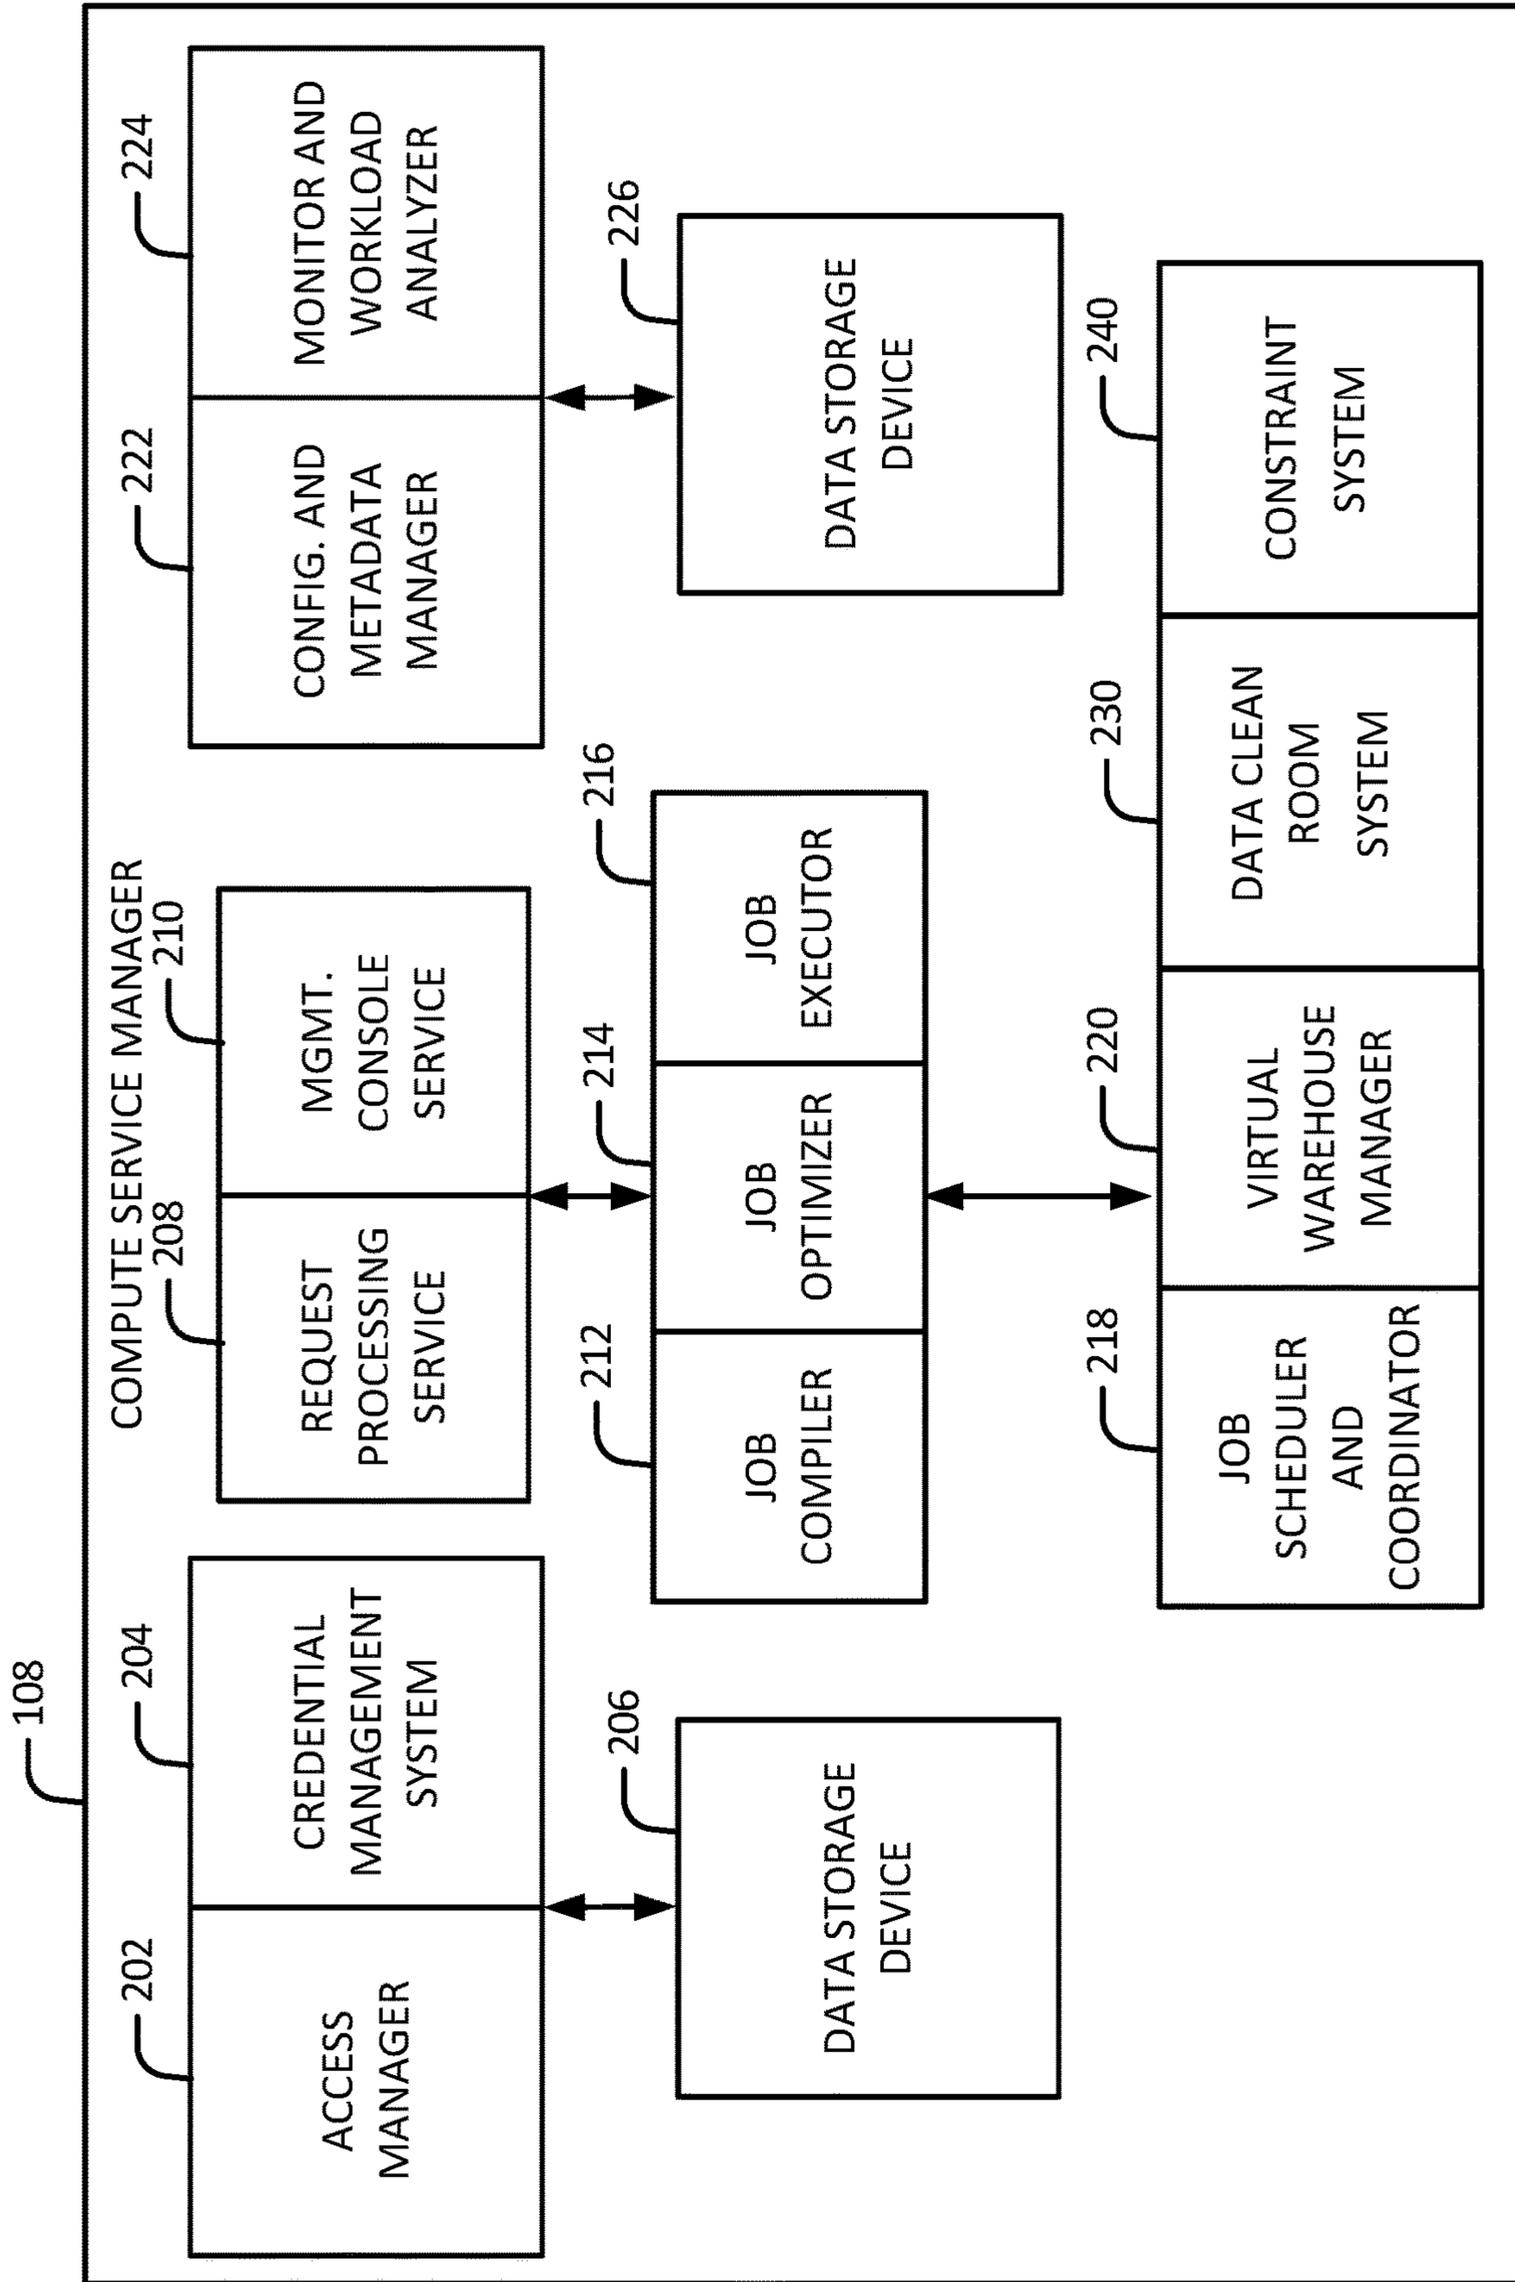 108
COMPUTE SERVICE MANAGER
202
204
208
210
222
224
ACCESS
MANAGER
CREDENTIAL
MANAGEMENT
SYSTEM
REQUEST
PROCESSING
SERVICE
MGMT.
CONSOLE
SERVICE
CONFIG. AND
METADATA
MANAGER
MONITOR AND
WORKLOAD
ANALYZER
206
212
214
216
226
DATA STORAGE
DEVICE
JOB
COMPILER
JOB
OPTIMIZER
JOB
EXECUTOR
DATA STORAGE
DEVICE
218
220
230
240
JOB
SCHEDULER
AND
COORDINATOR
VIRTUAL
WAREHOUSE
MANAGER
DATA CLEAN
ROOM
SYSTEM
CONSTRAINT
SYSTEM